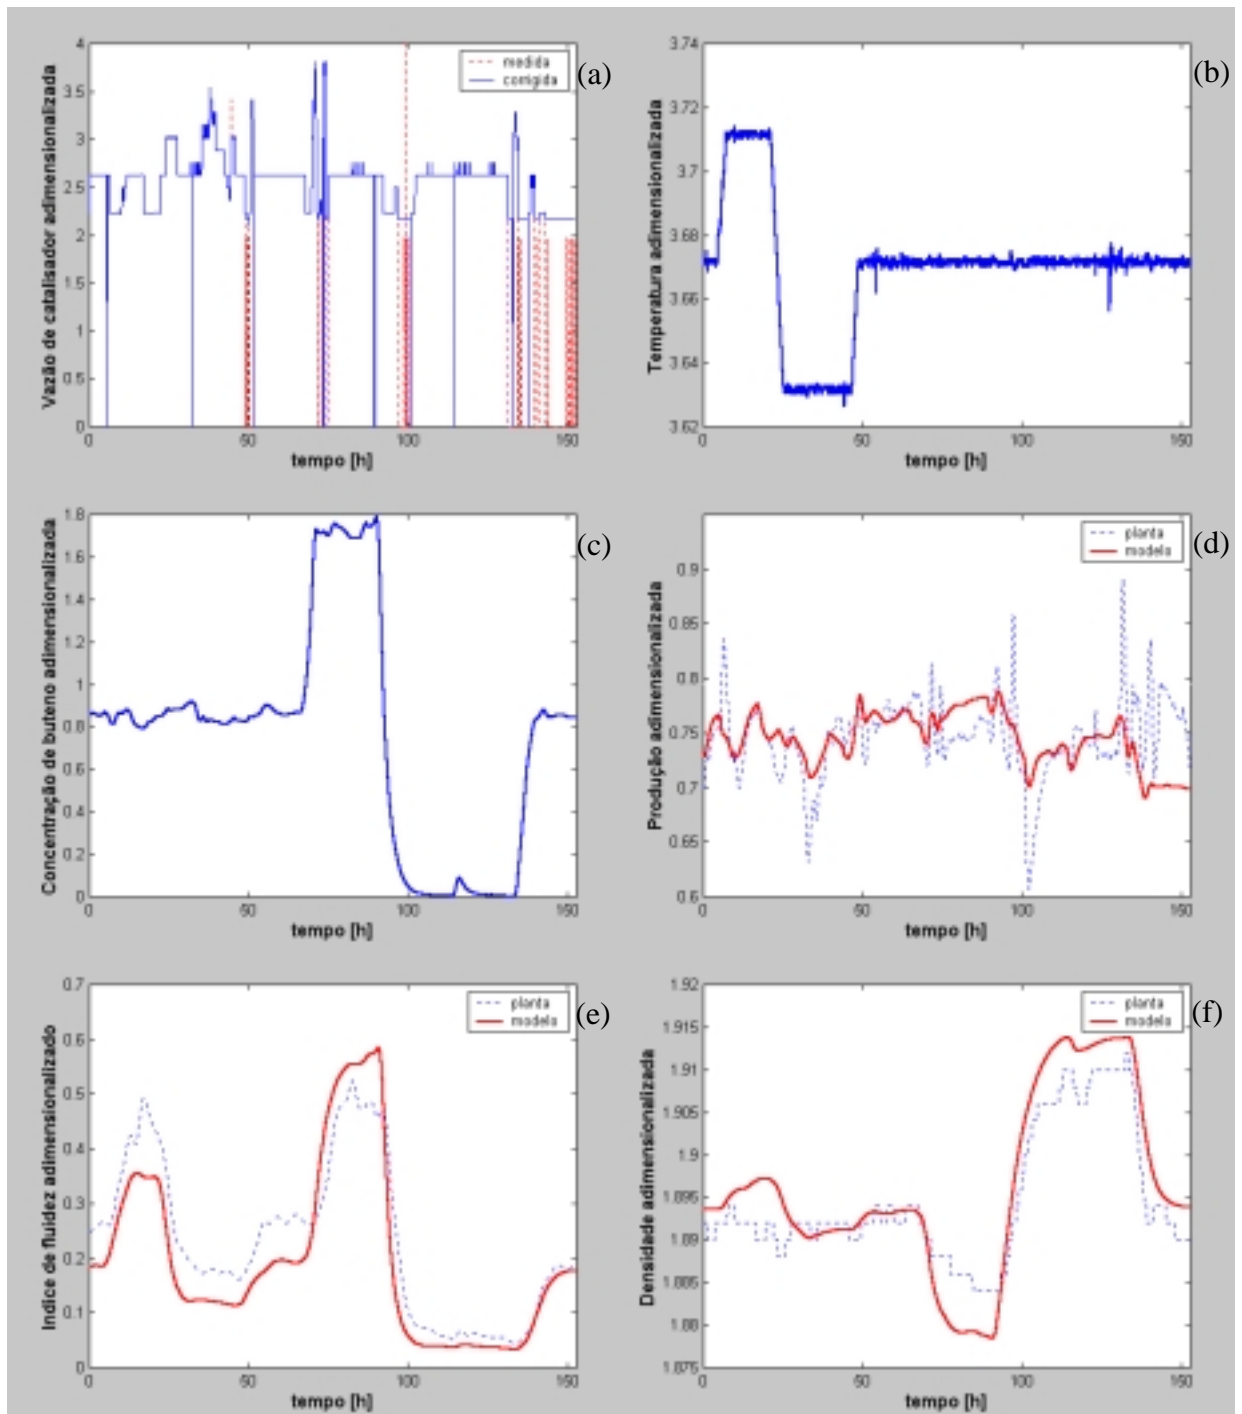 4
3.5
3
2.5
2
1.5
1
0.5
0
0
50
100
150
Vazão de catalisador adimensionalizada
tempo [h]
medida
corrigida
(a)
3.74
3.72
3.7
3.68
3.66
3.64
3.62
0
50
100
150
Temperatura adimensionalizada
tempo [h]
(b)
1.8
1.6
1.4
1.2
1
0.8
0.6
0.4
0.2
0
0
50
100
150
Concentração de buteno adimensionalizada
tempo [h]
(c)
0.9
0.85
0.8
0.75
0.7
0.65
0.6
0
50
100
150
Produção adimensionalizada
tempo [h]
planta
modelo
(d)
0.7
0.6
0.5
0.4
0.3
0.2
0.1
0
0
50
100
150
Indice de fluidez adimensionalizado
tempo [h]
planta
modelo
(e)
1.92
1.915
1.91
1.905
1.9
1.895
1.89
1.885
1.88
1.875
0
50
100
150
Densidade adimensionalizada
tempo [h]
planta
modelo
(f)